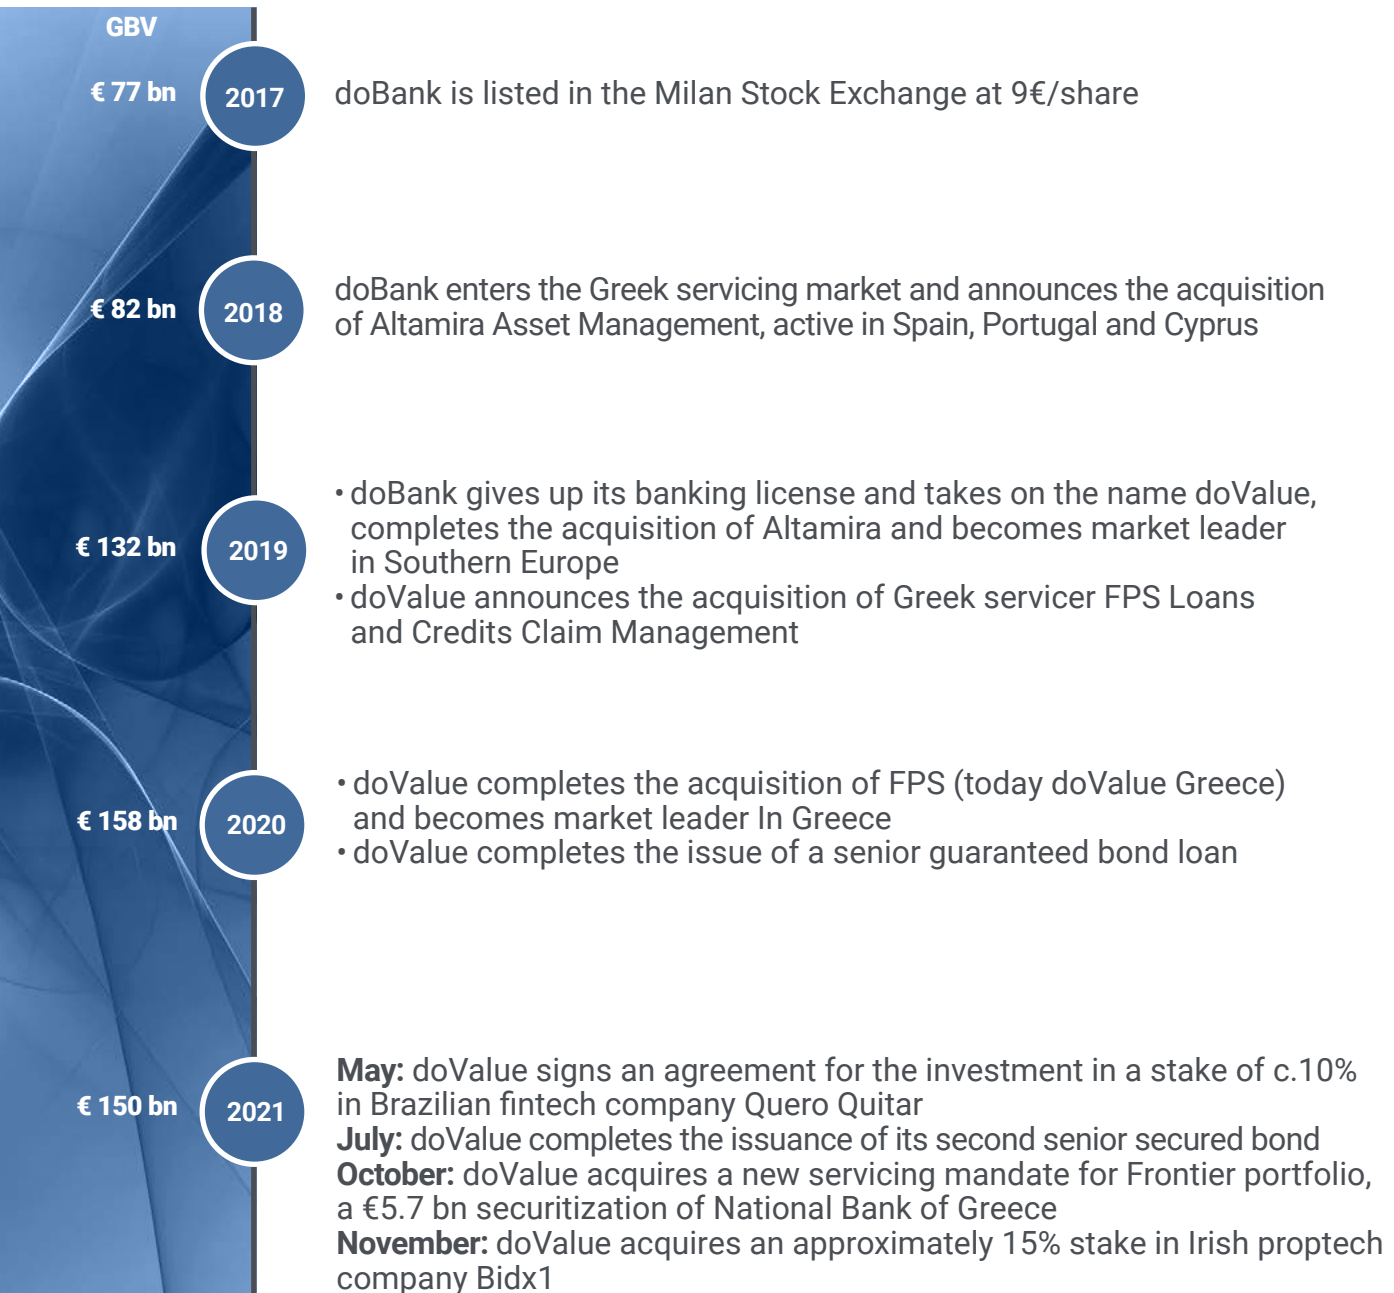 GBV
€ 77 bn
2017
doBank is listed in the Milan Stock Exchange at 9€/share
€ 82 bn
2018
doBank enters the Greek servicing market and announces the acquisition
of Altamira Asset Management, active in Spain, Portugal and Cyprus
€ 132 bn
2019
• doBank gives up its banking license and takes on the name doValue,
completes the acquisition of Altamira and becomes market leader
in Southern Europe
• doValue announces the acquisition of Greek servicer FPS Loans
and Credits Claim Management
€ 158 bn
2020
• doValue completes the acquisition of FPS (today doValue Greece)
and becomes market leader In Greece
• doValue completes the issue of a senior guaranteed bond loan
€ 150 bn
2021
May: doValue signs an agreement for the investment in a stake of c.10%
in Brazilian fintech company Quero Quitar
July: doValue completes the issuance of its second senior secured bond
October: doValue acquires a new servicing mandate for Frontier portfolio,
a €5.7 bn securitization of National Bank of Greece
November: doValue acquires an approximately 15% stake in Irish proptech
company Bidx1